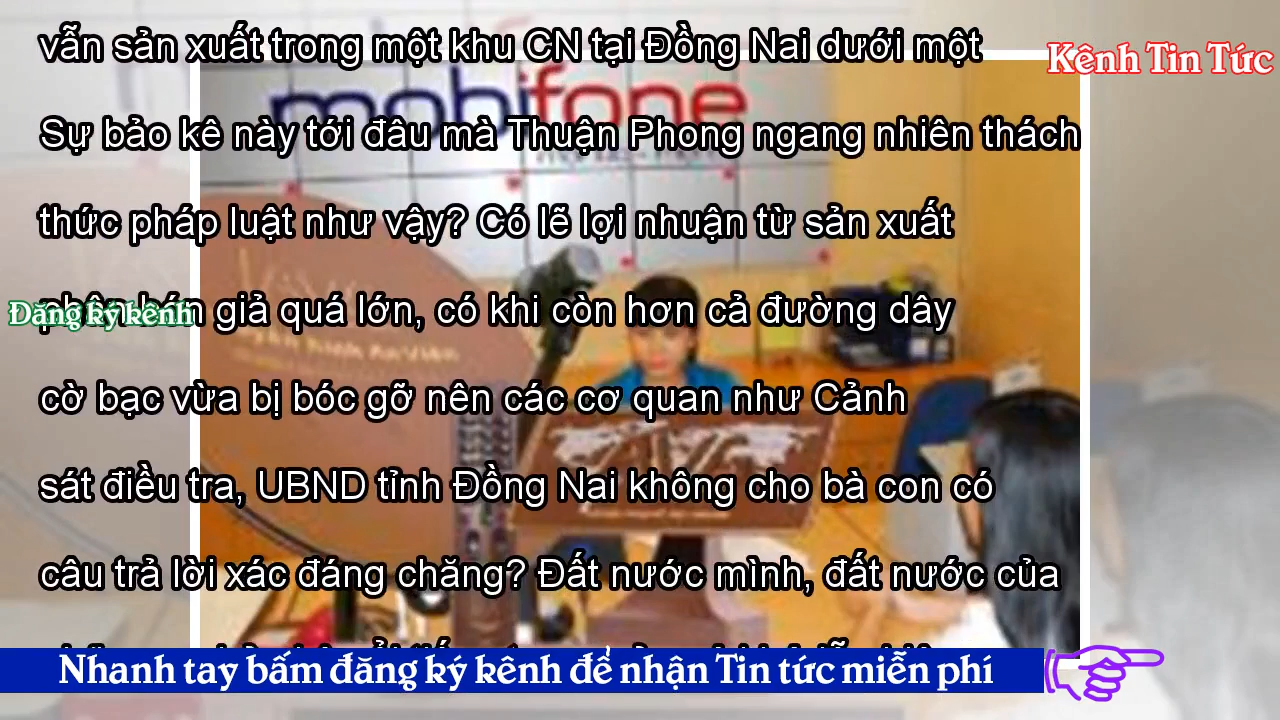 vẫn sản xuất trong một khu CN tại Đồng Nai dưới một
Kênh Tin Tức
mobifone
Sự bảo kê này tới đâu mà Thuận Phong ngang nhiên thách
thức pháp luật như vậy? Có lẽ lợi nhuận từ sản xuất
Đăng ký kênh
phân bón giả quá lớn, có khi còn hơn cả đường dây
cờ bạc vừa bị bóc gỡ nên các cơ quan như Cảnh
sát điều tra, UBND tỉnh Đồng Nai không cho bà con có
câu trả lời xác đáng chăng? Đất nước mình, đất nước của
Nhanh tay bấm đăng ký kênh để nhận Tin tức miễn phí